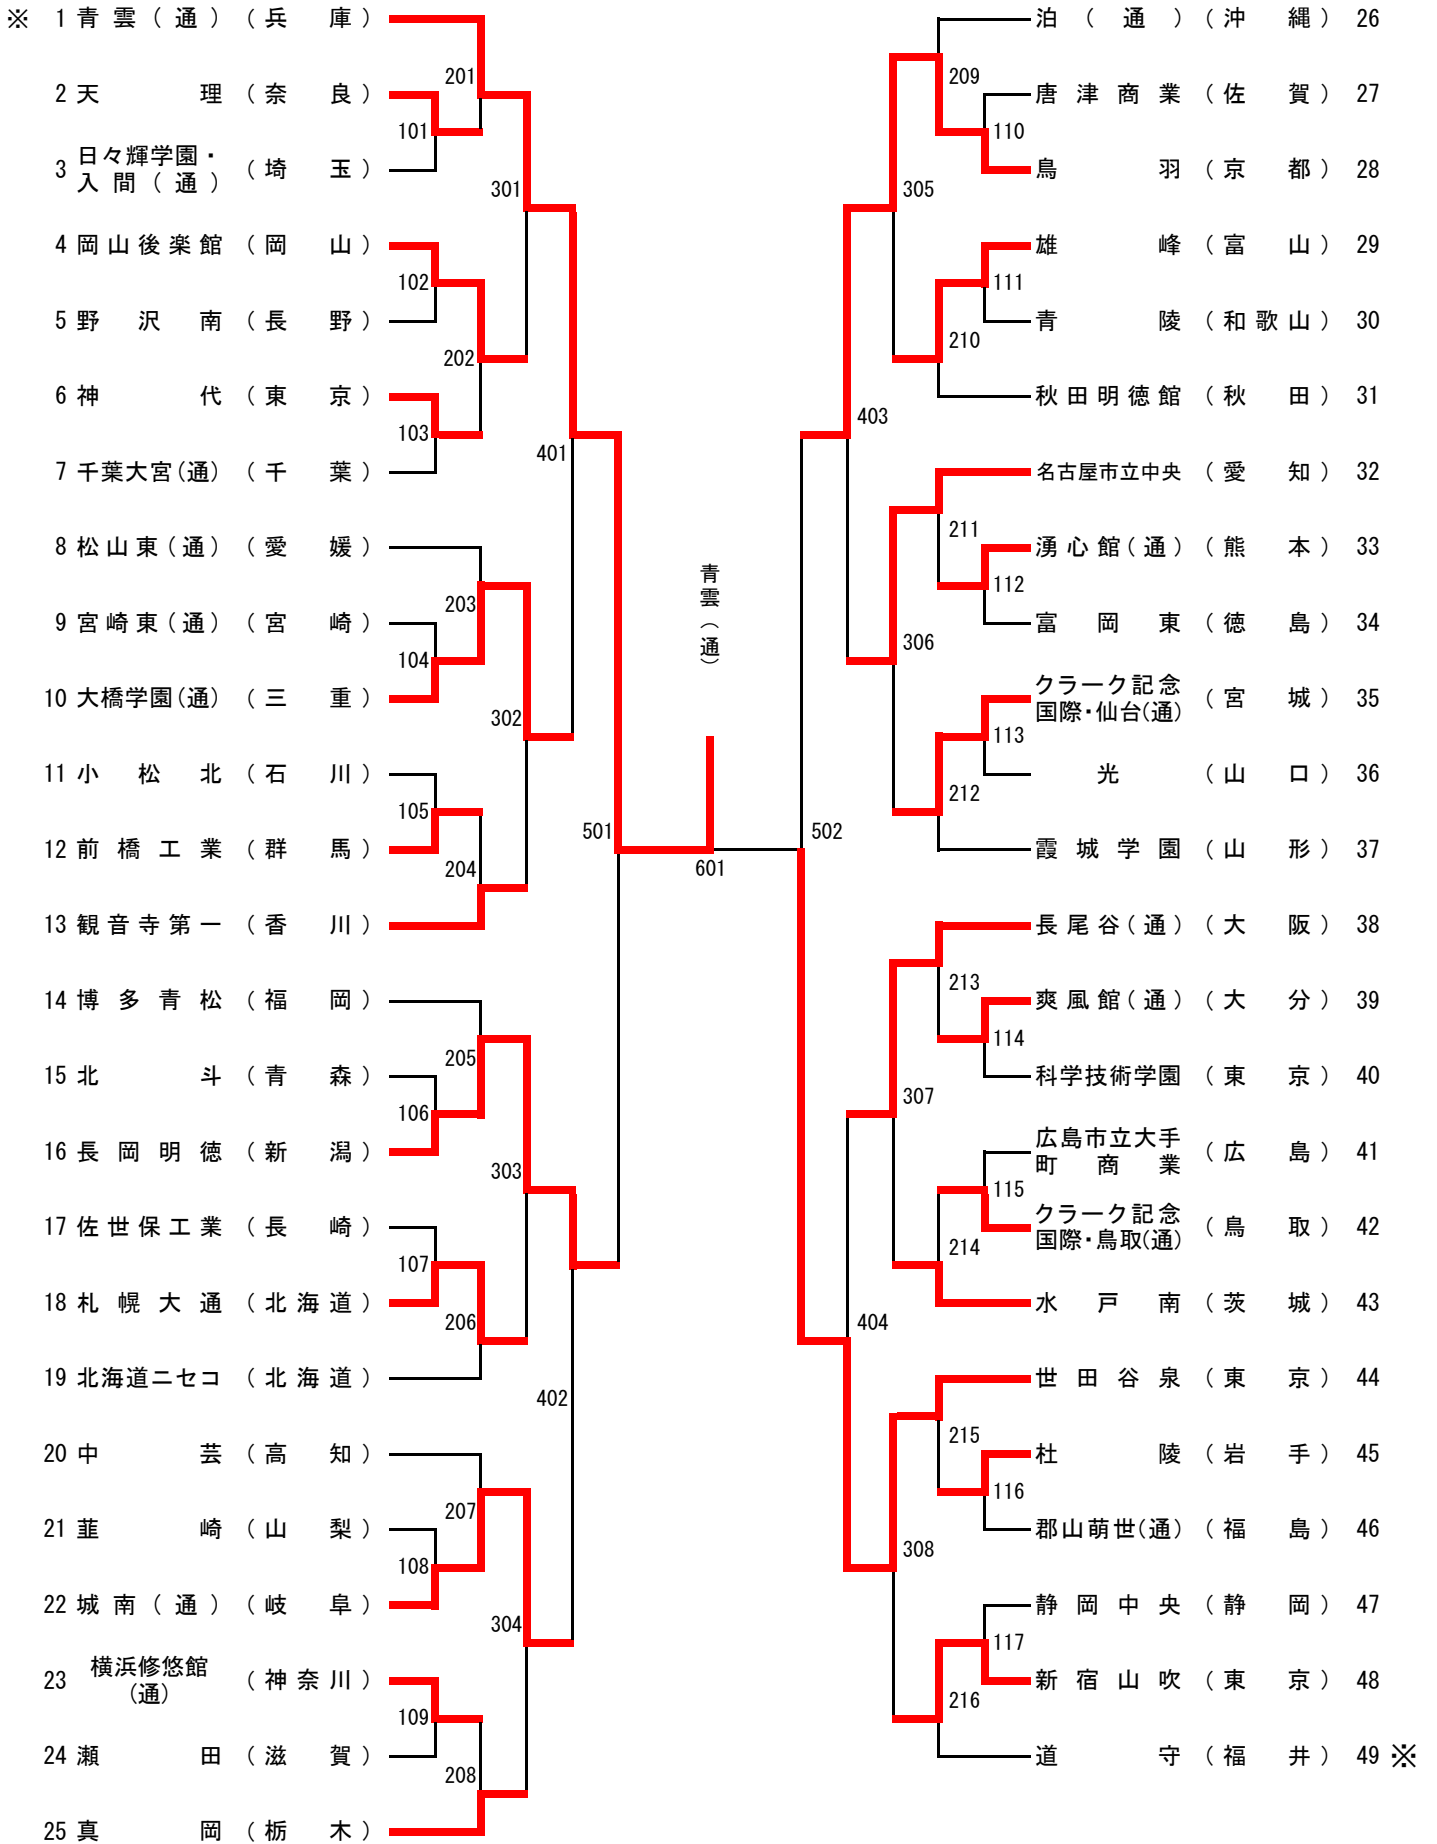 ※ 1 青雲(通) (兵庫)
2 天理 (奈良)
3 日々輝学園・
入間(通) (埼玉)
4 岡山後楽館 (岡山)
5 野沢南 (長野)
6 神代 (東京)
7 千葉大宮(通) (千葉)
8 松山東(通) (愛媛)
9 宮崎東(通) (宮崎)
10 大橋学園(通) (三重)
11 小松北 (石川)
12 前橋工業 (群馬)
13 観音寺第一 (香川)
14 博多青松 (福岡)
15 北斗 (青森)
16 長岡明徳 (新潟)
17 佐世保工業 (長崎)
18 札幌大通 (北海道)
19 北海道ニセコ (北海道)
20 中芸 (高知)
21 韮崎 (山梨)
22 城南(通) (岐阜)
23 横浜修悠館
(通) (神奈川)
24 瀬田 (滋賀)
25 真岡 (栃木)
101
102
103
104
105
106
107
108
109
201
202
203
204
205
206
207
208
301
302
303
304
401
402
501
青雲(通)
601
502
403
404
305
306
307
308
209
210
211
212
213
214
215
216
110
111
112
113
114
115
116
117
泊(通) (沖縄) 26
唐津商業 (佐賀) 27
鳥羽 (京都) 28
雄峰 (富山) 29
青陵 (和歌山) 30
秋田明徳館 (秋田) 31
名古屋市立中央 (愛知) 32
湧心館(通) (熊本) 33
富岡東 (徳島) 34
クラーク記念
国際・仙台(通) (宮城) 35
光 (山口) 36
霞城学園 (山形) 37
長尾谷(通) (大阪) 38
爽風館(通) (大分) 39
科学技術学園 (東京) 40
広島市立大手
町商業 (広島) 41
クラーク記念
国際・鳥取(通) (鳥取) 42
水戸南 (茨城) 43
世田谷泉 (東京) 44
杜陵 (岩手) 45
郡山萌世(通) (福島) 46
静岡中央 (静岡) 47
新宿山吹 (東京) 48
道守 (福井) 49 ※